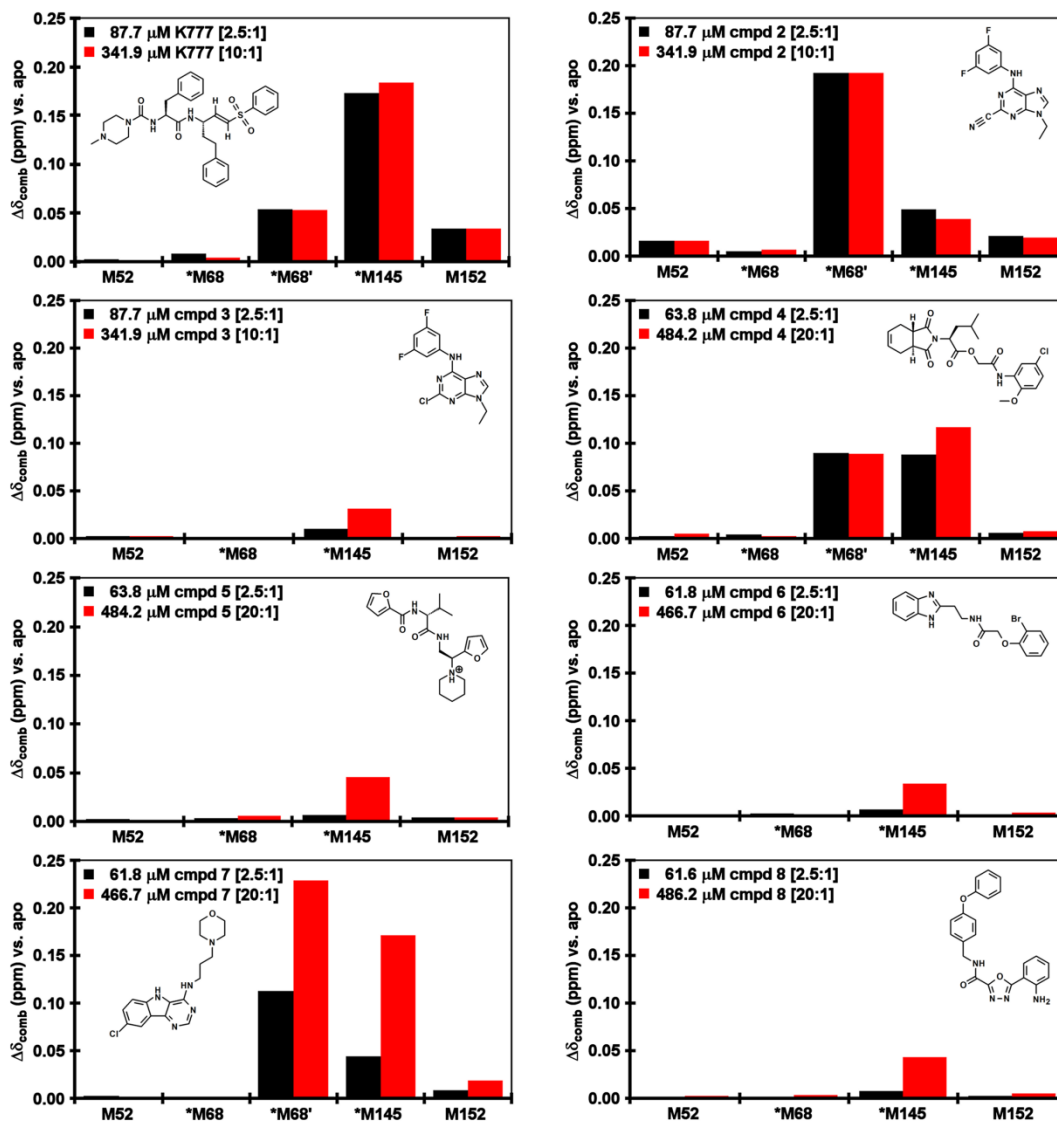 0.25
0.20
0.15
0.10
0.05
0.00
Δδcomb (ppm) vs. apo
87.7 μM K777 [2.5:1]
341.9 μM K777 [10:1]
O
N
N
N
H
O
N
H
H
H
S
O
O
M52 *M68 *M68' *M145 M152
0.25
0.20
0.15
0.10
0.05
0.00
Δδcomb (ppm) vs. apo
87.7 μM cmpd 2 [2.5:1]
341.9 μM cmpd 2 [10:1]
F
F
NH
N
N
N
N
C
N
M52 *M68 *M68' *M145 M152
0.25
0.20
0.15
0.10
0.05
0.00
Δδcomb (ppm) vs. apo
87.7 μM cmpd 3 [2.5:1]
341.9 μM cmpd 3 [10:1]
F
F
NH
N
N
Cl
N
N
M52 *M68 *M145 M152
0.25
0.20
0.15
0.10
0.05
0.00
Δδcomb (ppm) vs. apo
63.8 μM cmpd 4 [2.5:1]
484.2 μM cmpd 4 [20:1]
H
O
N
H
O
O
O
O
N
H
Cl
O
M52 *M68 *M68' *M145 M152
0.25
0.20
0.15
0.10
0.05
0.00
Δδcomb (ppm) vs. apo
63.8 μM cmpd 5 [2.5:1]
484.2 μM cmpd 5 [20:1]
O
H
N
O
O
NH
O
NH
⊕
M52 *M68 *M145 M152
0.25
0.20
0.15
0.10
0.05
0.00
Δδcomb (ppm) vs. apo
61.8 μM cmpd 6 [2.5:1]
466.7 μM cmpd 6 [20:1]
N
N
H
NH
O
O
Br
M52 *M68 *M145 M152
0.25
0.20
0.15
0.10
0.05
0.00
Δδcomb (ppm) vs. apo
61.8 μM cmpd 7 [2.5:1]
466.7 μM cmpd 7 [20:1]
O
N
NH
H
N
N
N
Cl
M52 *M68 *M68' *M145 M152
0.25
0.20
0.15
0.10
0.05
0.00
Δδcomb (ppm) vs. apo
61.6 μM cmpd 8 [2.5:1]
486.2 μM cmpd 8 [20:1]
O
NH
O
O
N–N
NH2
M52 *M68 *M145 M152